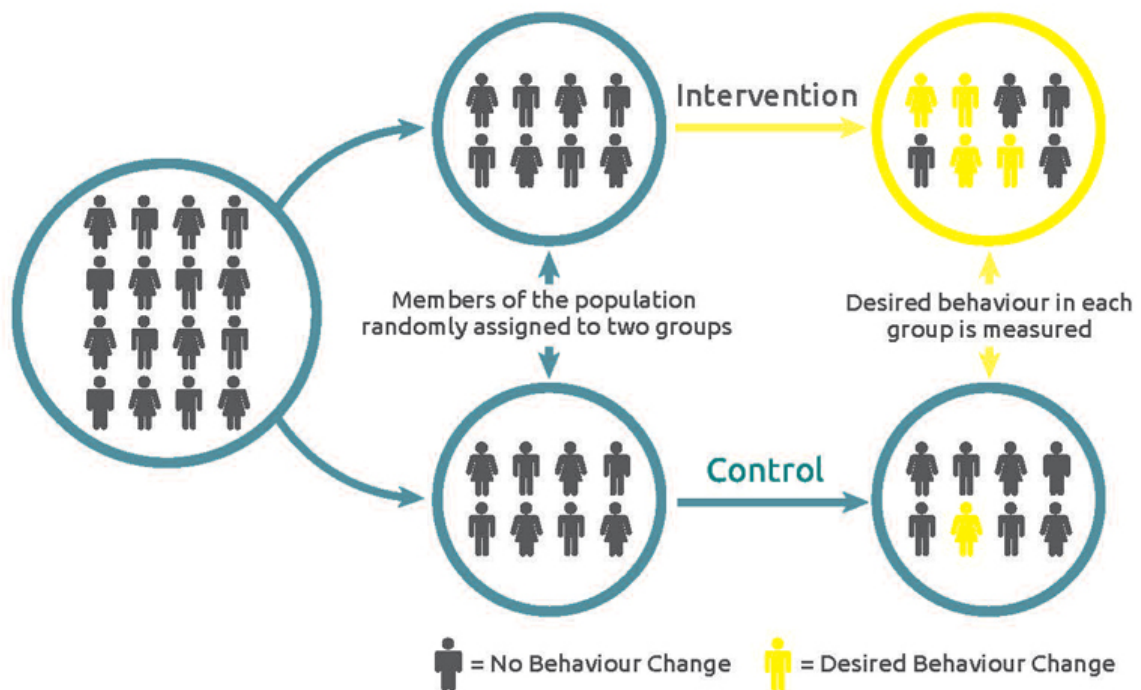 Intervention
Members of the population
randomly assigned to two groups
Desired behaviour in each
group is measured
Control
= No Behaviour Change
= Desired Behaviour Change